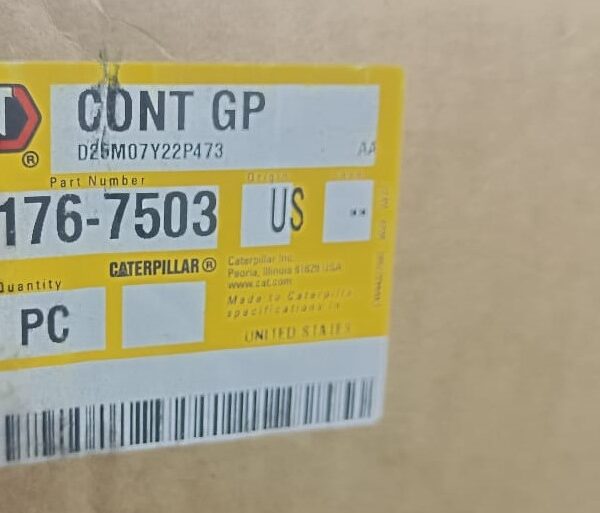 CONT GP
D25M07Y22P473
AA
Part Number
Origin
176-7503
US
--
Quantity
CATERPILLAR®
Caterpillar Inc.
Peoria, Illinois 61629 USA
www.cat.com
PC
Made to Caterpillar
specifications in
UNITED STATES